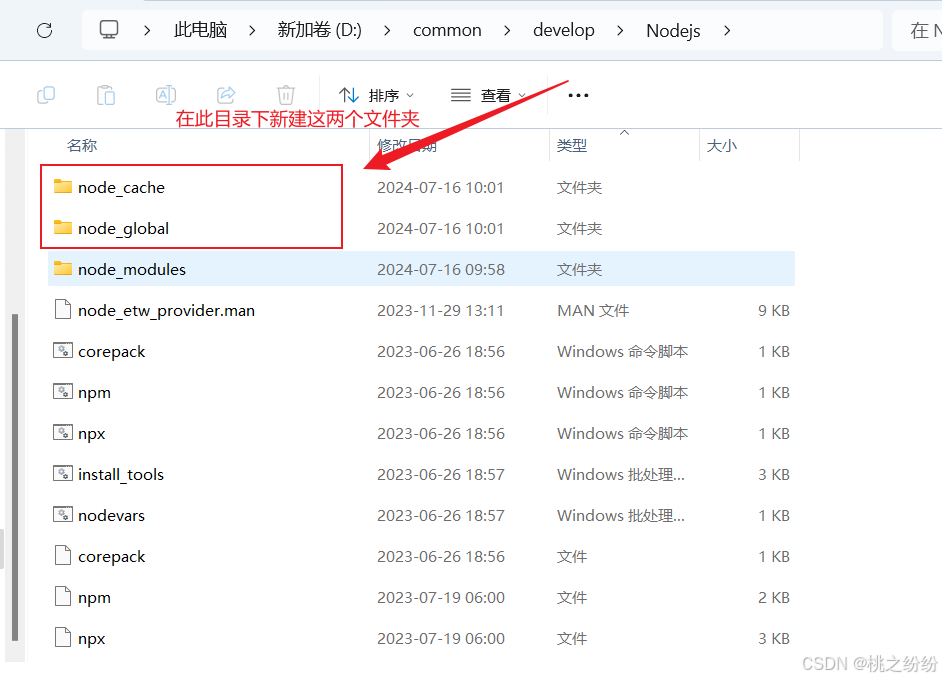 此电脑 新加卷 (D:) common develop Nodejs 在 N
排序 查看
在此目录下新建这两个文件夹
名称 修改日期 类型 大小
node_cache 2024-07-16 10:01 文件夹
node_global 2024-07-16 10:01 文件夹
node_modules 2024-07-16 09:58 文件夹
node_etw_provider.man 2023-11-29 13:11 MAN 文件 9 KB
corepack 2023-06-26 18:56 Windows 命令脚本 1 KB
npm 2023-06-26 18:56 Windows 命令脚本 1 KB
npx 2023-06-26 18:56 Windows 命令脚本 1 KB
install_tools 2023-06-26 18:57 Windows 批处理... 3 KB
nodevars 2023-06-26 18:57 Windows 批处理... 1 KB
corepack 2023-06-26 18:56 文件 1 KB
npm 2023-07-19 06:00 文件 2 KB
npx 2023-07-19 06:00 文件 3 KB
CSDN @桃之纷纷